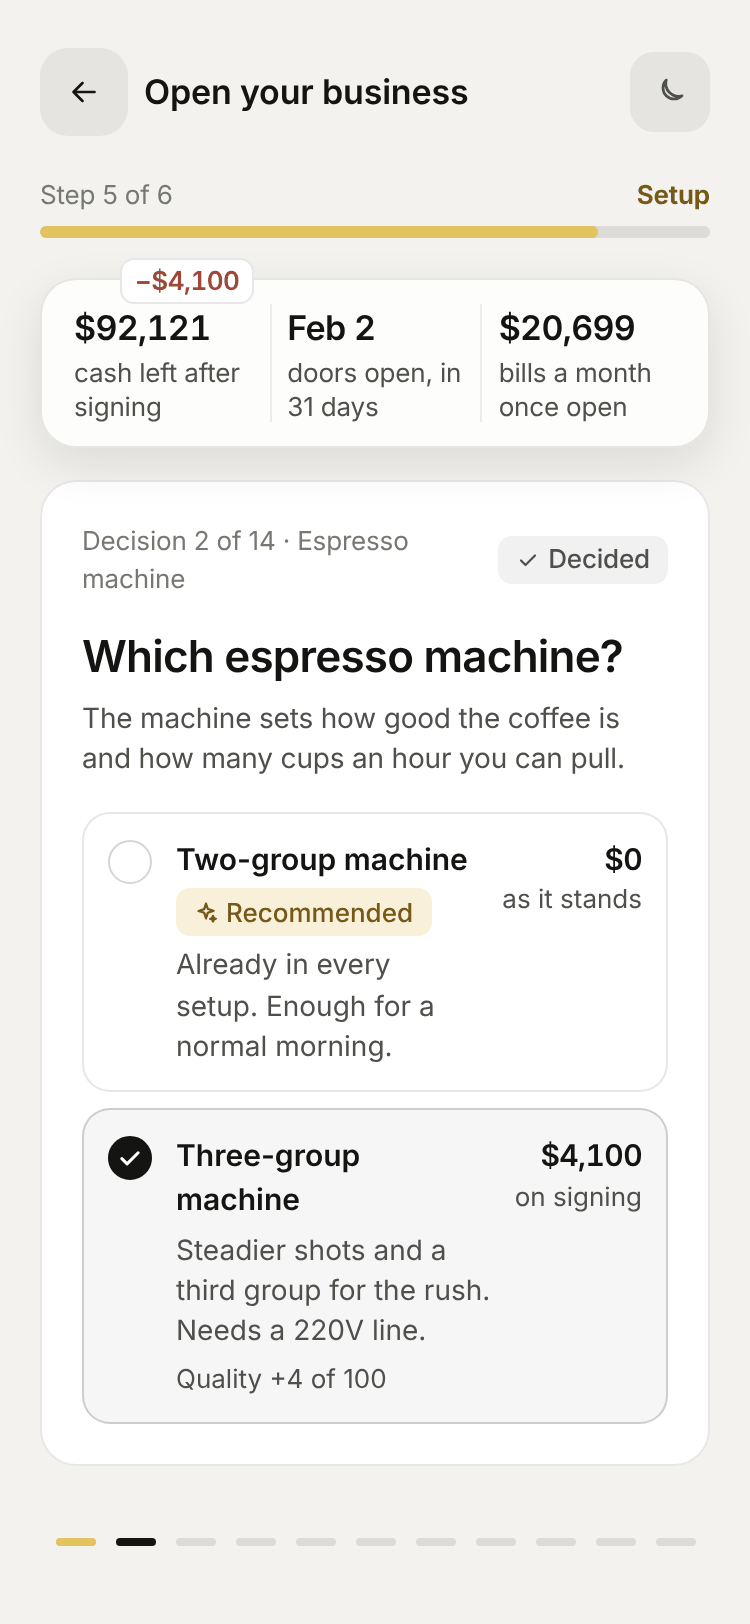 Open your business
Step 5 of 6
Setup
–$4,100
$92,121
cash left after
signing
Feb 2
doors open, in
31 days
$20,699
bills a month
once open
Decision 2 of 14 · Espresso
machine
Decided
Which espresso machine?
The machine sets how good the coffee is
and how many cups an hour you can pull.
Two-group machine
$0
Recommended
as it stands
Already in every
setup. Enough for a
normal morning.
Three-group
machine
$4,100
on signing
Steadier shots and a
third group for the rush.
Needs a 220V line.
Quality +4 of 100